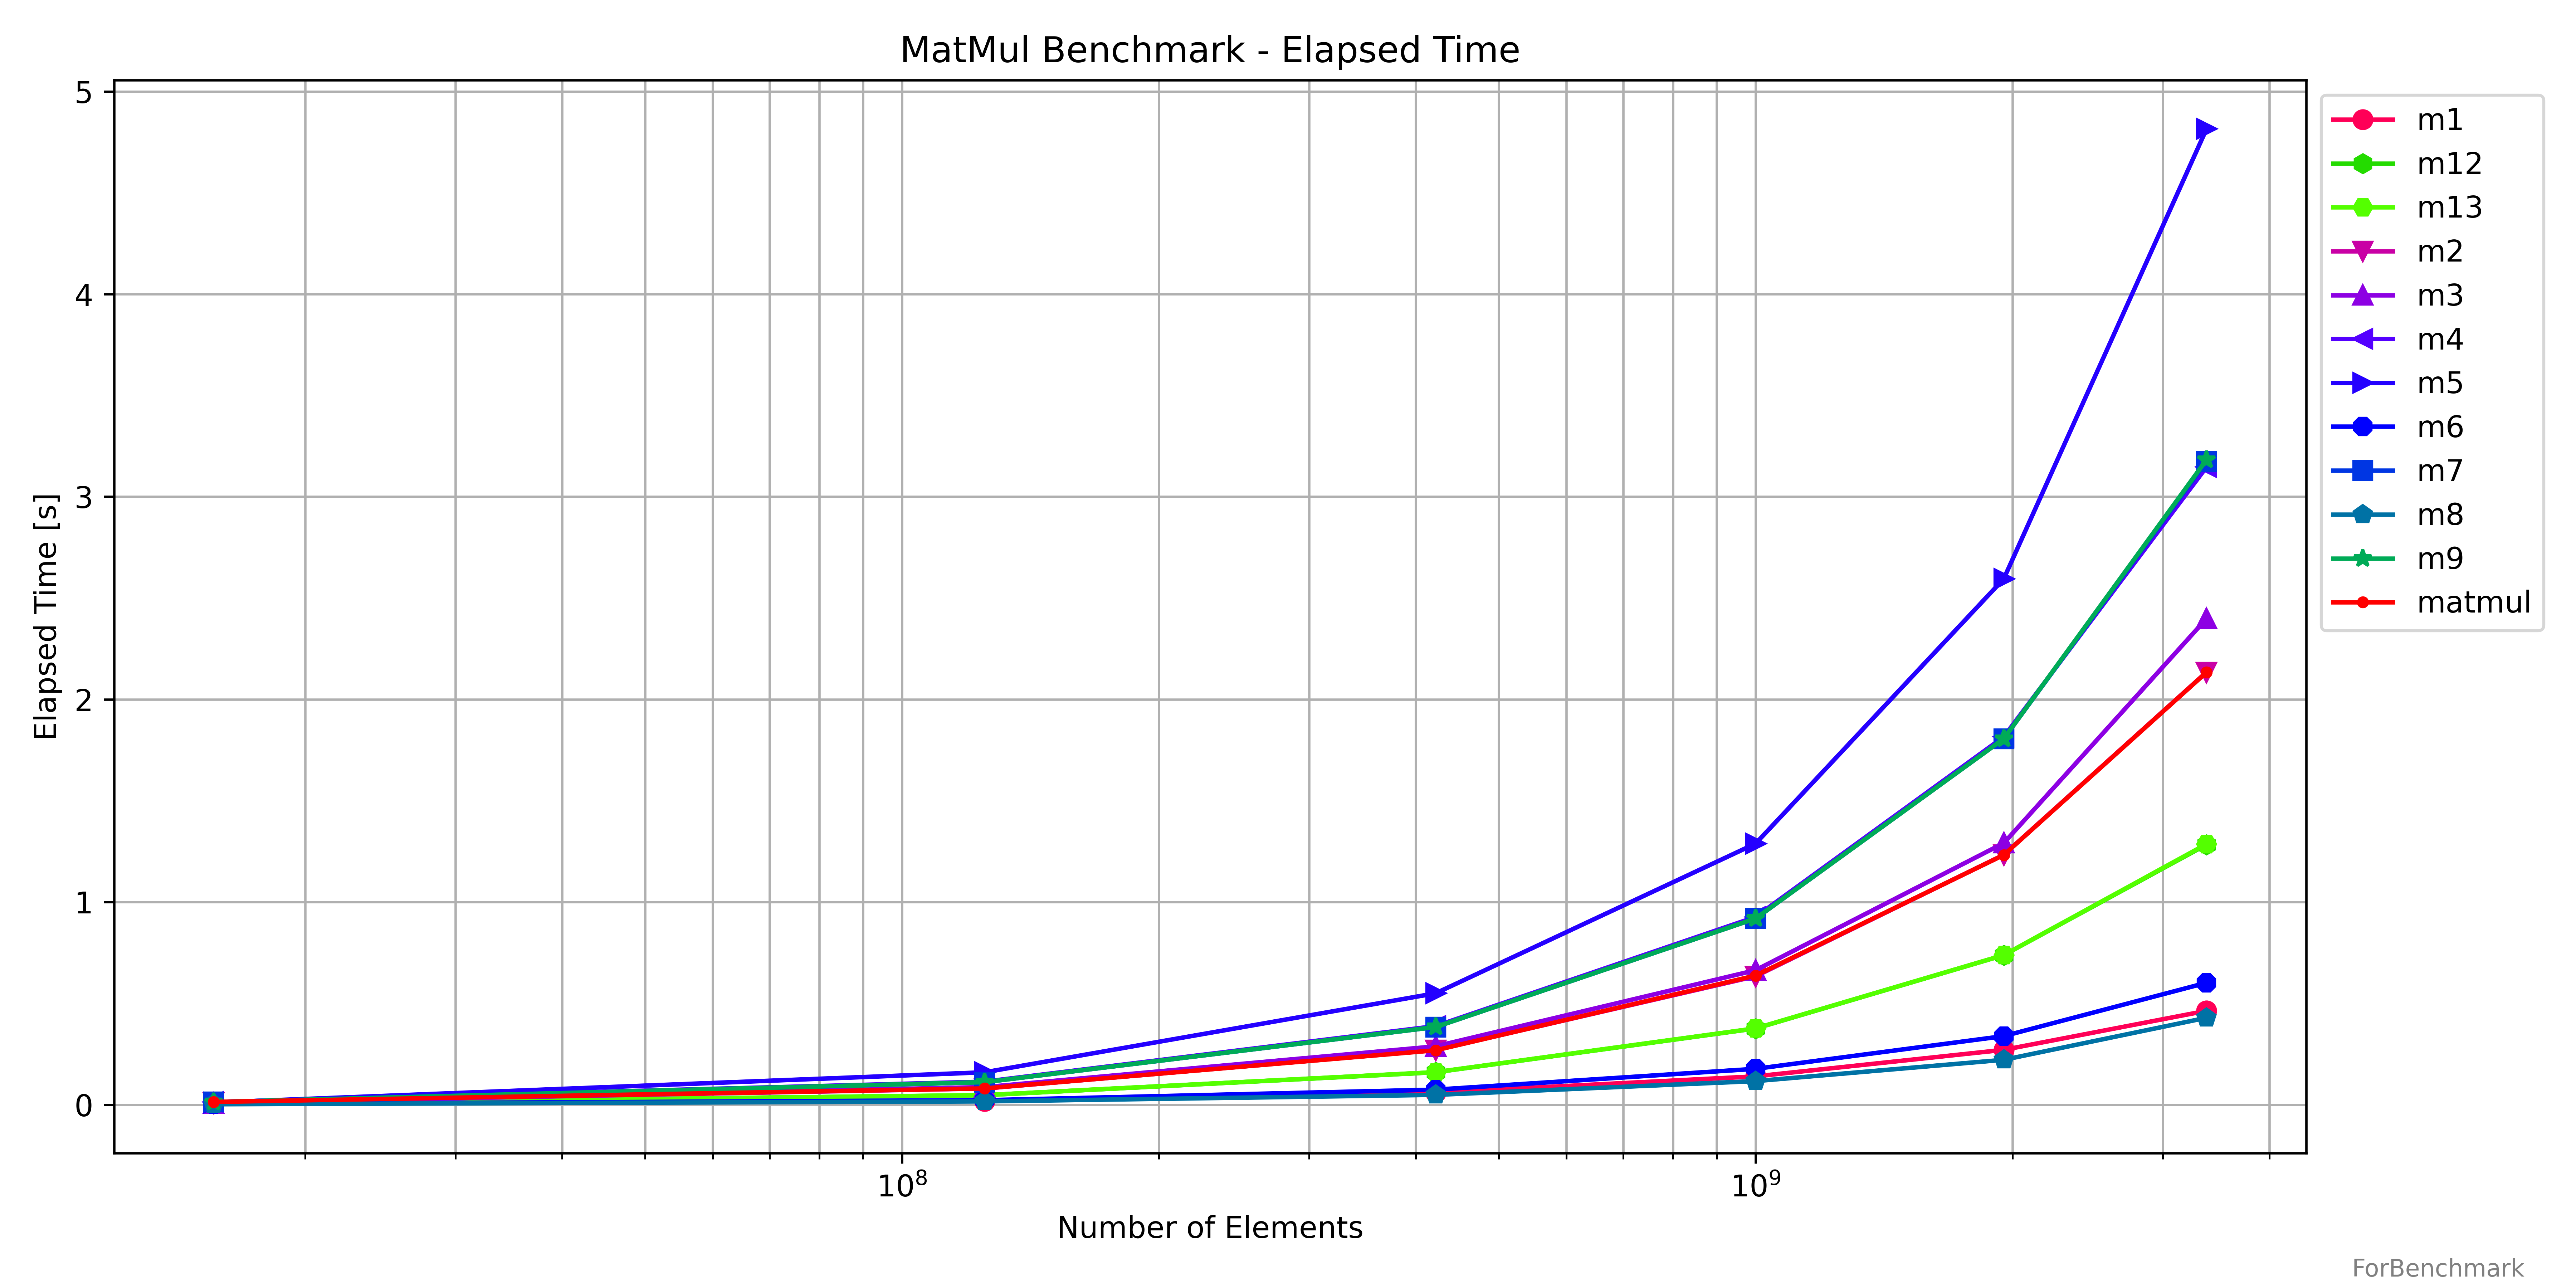 MatMul Benchmark - Elapsed Time
5
4
3
2
1
0
Elapsed Time [s]
10⁸
10⁹
Number of Elements
m1
m12
m13
m2
m3
m4
m5
m6
m7
m8
m9
matmul
ForBenchmark